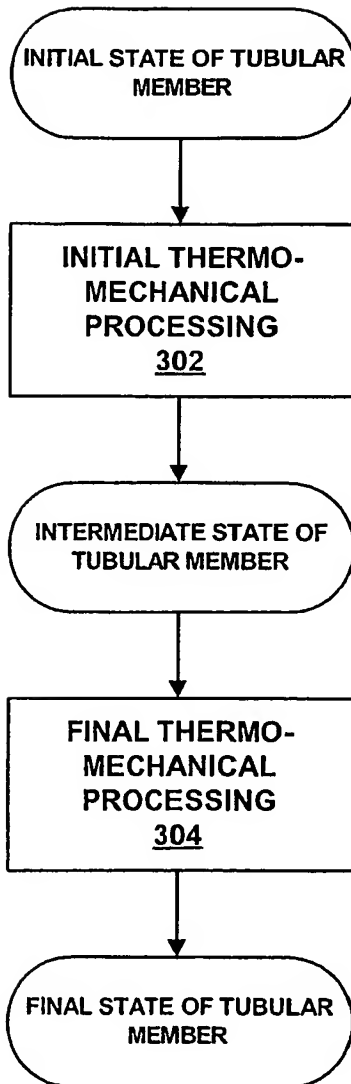 INITIAL STATE OF TUBULAR
MEMBER
INITIAL THERMO-
MECHANICAL
PROCESSING
302
INTERMEDIATE STATE OF
TUBULAR MEMBER
FINAL THERMO-
MECHANICAL
PROCESSING
304
FINAL STATE OF TUBULAR
MEMBER